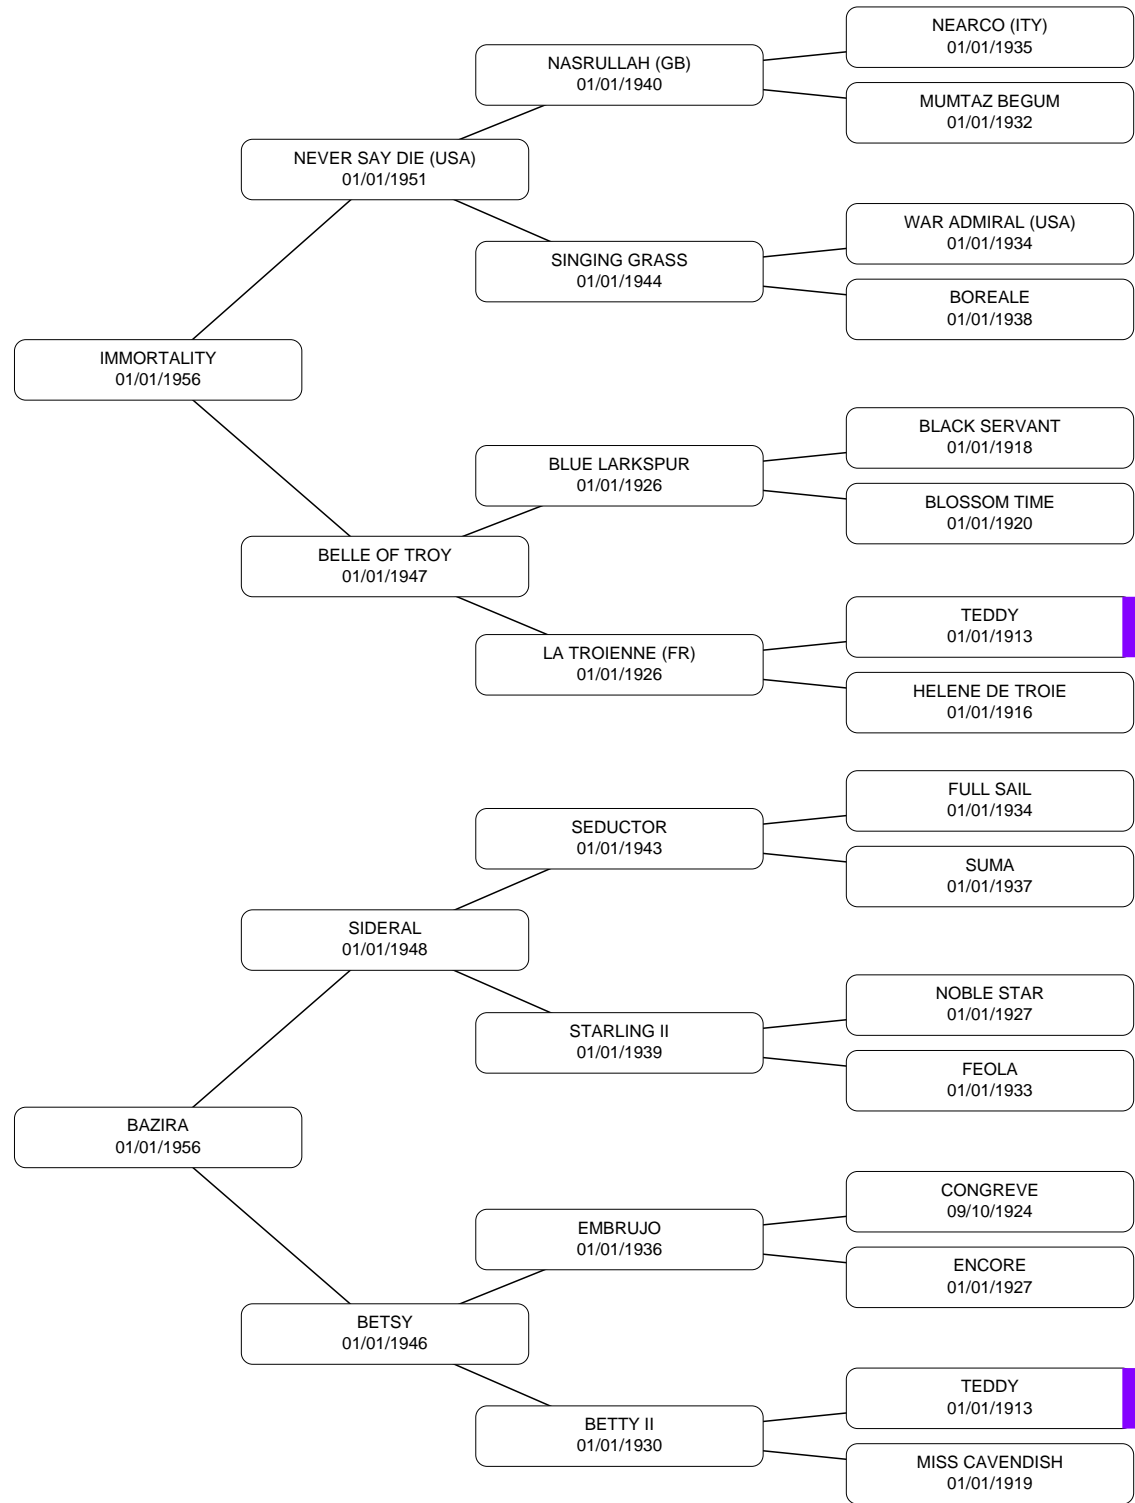 NEARCO (ITY)
01/01/1935
NASRULLAH (GB)
01/01/1940
MUMTAZ BEGUM
01/01/1932
NEVER SAY DIE (USA)
01/01/1951
WAR ADMIRAL (USA)
01/01/1934
SINGING GRASS
01/01/1944
BOREALE
01/01/1938
IMMORTALITY
01/01/1956
BLACK SERVANT
01/01/1918
BLUE LARKSPUR
01/01/1926
BLOSSOM TIME
01/01/1920
BELLE OF TROY
01/01/1947
TEDDY
01/01/1913
LA TROIENNE (FR)
01/01/1926
HELENE DE TROIE
01/01/1916
FULL SAIL
01/01/1934
SEDUCTOR
01/01/1943
SUMA
01/01/1937
SIDERAL
01/01/1948
NOBLE STAR
01/01/1927
STARLING II
01/01/1939
FEOLA
01/01/1933
BAZIRA
01/01/1956
CONGREVE
09/10/1924
EMBRUJO
01/01/1936
ENCORE
01/01/1927
BETSY
01/01/1946
TEDDY
01/01/1913
BETTY II
01/01/1930
MISS CAVENDISH
01/01/1919